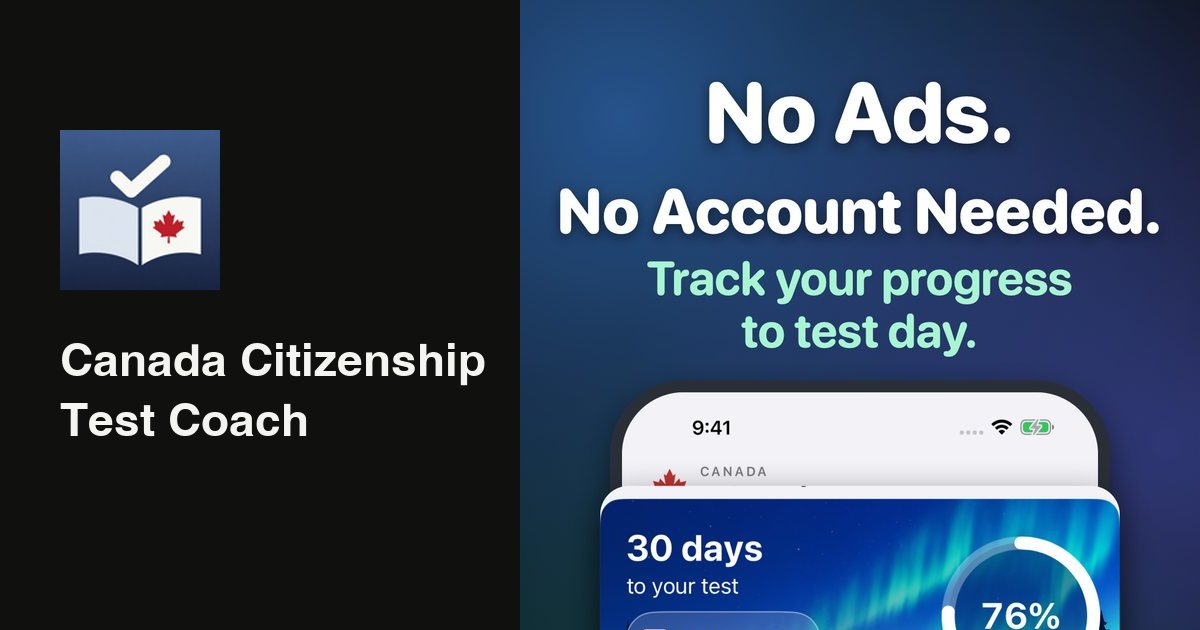 Canada Citizenship
Test Coach
No Ads.
No Account Needed.
Track your progress
to test day.
9:41
CANADA
30 days
to your test
76%